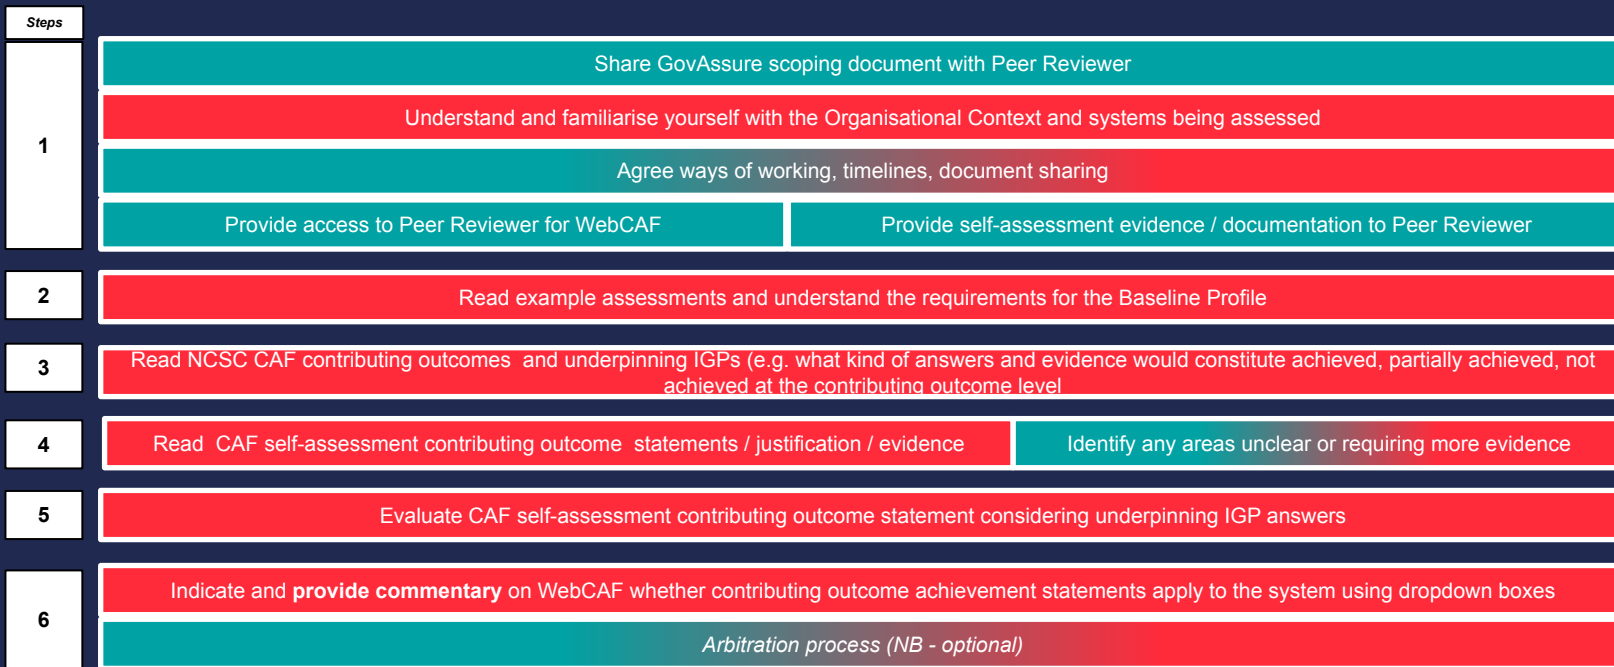 Steps
1
Share GovAssure scoping document with Peer Reviewer
Understand and familiarise yourself with the Organisational Context and systems being assessed
Agree ways of working, timelines, document sharing
Provide access to Peer Reviewer for WebCAF
Provide self-assessment evidence / documentation to Peer Reviewer
2
Read example assessments and understand the requirements for the Baseline Profile
3
Read NCSC CAF contributing outcomes and underpinning IGPs (e.g. what kind of answers and evidence would constitute achieved, partially achieved, not
achieved at the contributing outcome level
4
Read CAF self-assessment contributing outcome statements / justification / evidence
Identify any areas unclear or requiring more evidence
5
Evaluate CAF self-assessment contributing outcome statement considering underpinning IGP answers
6
Indicate and provide commentary on WebCAF whether contributing outcome achievement statements apply to the system using dropdown boxes
Arbitration process (NB - optional)